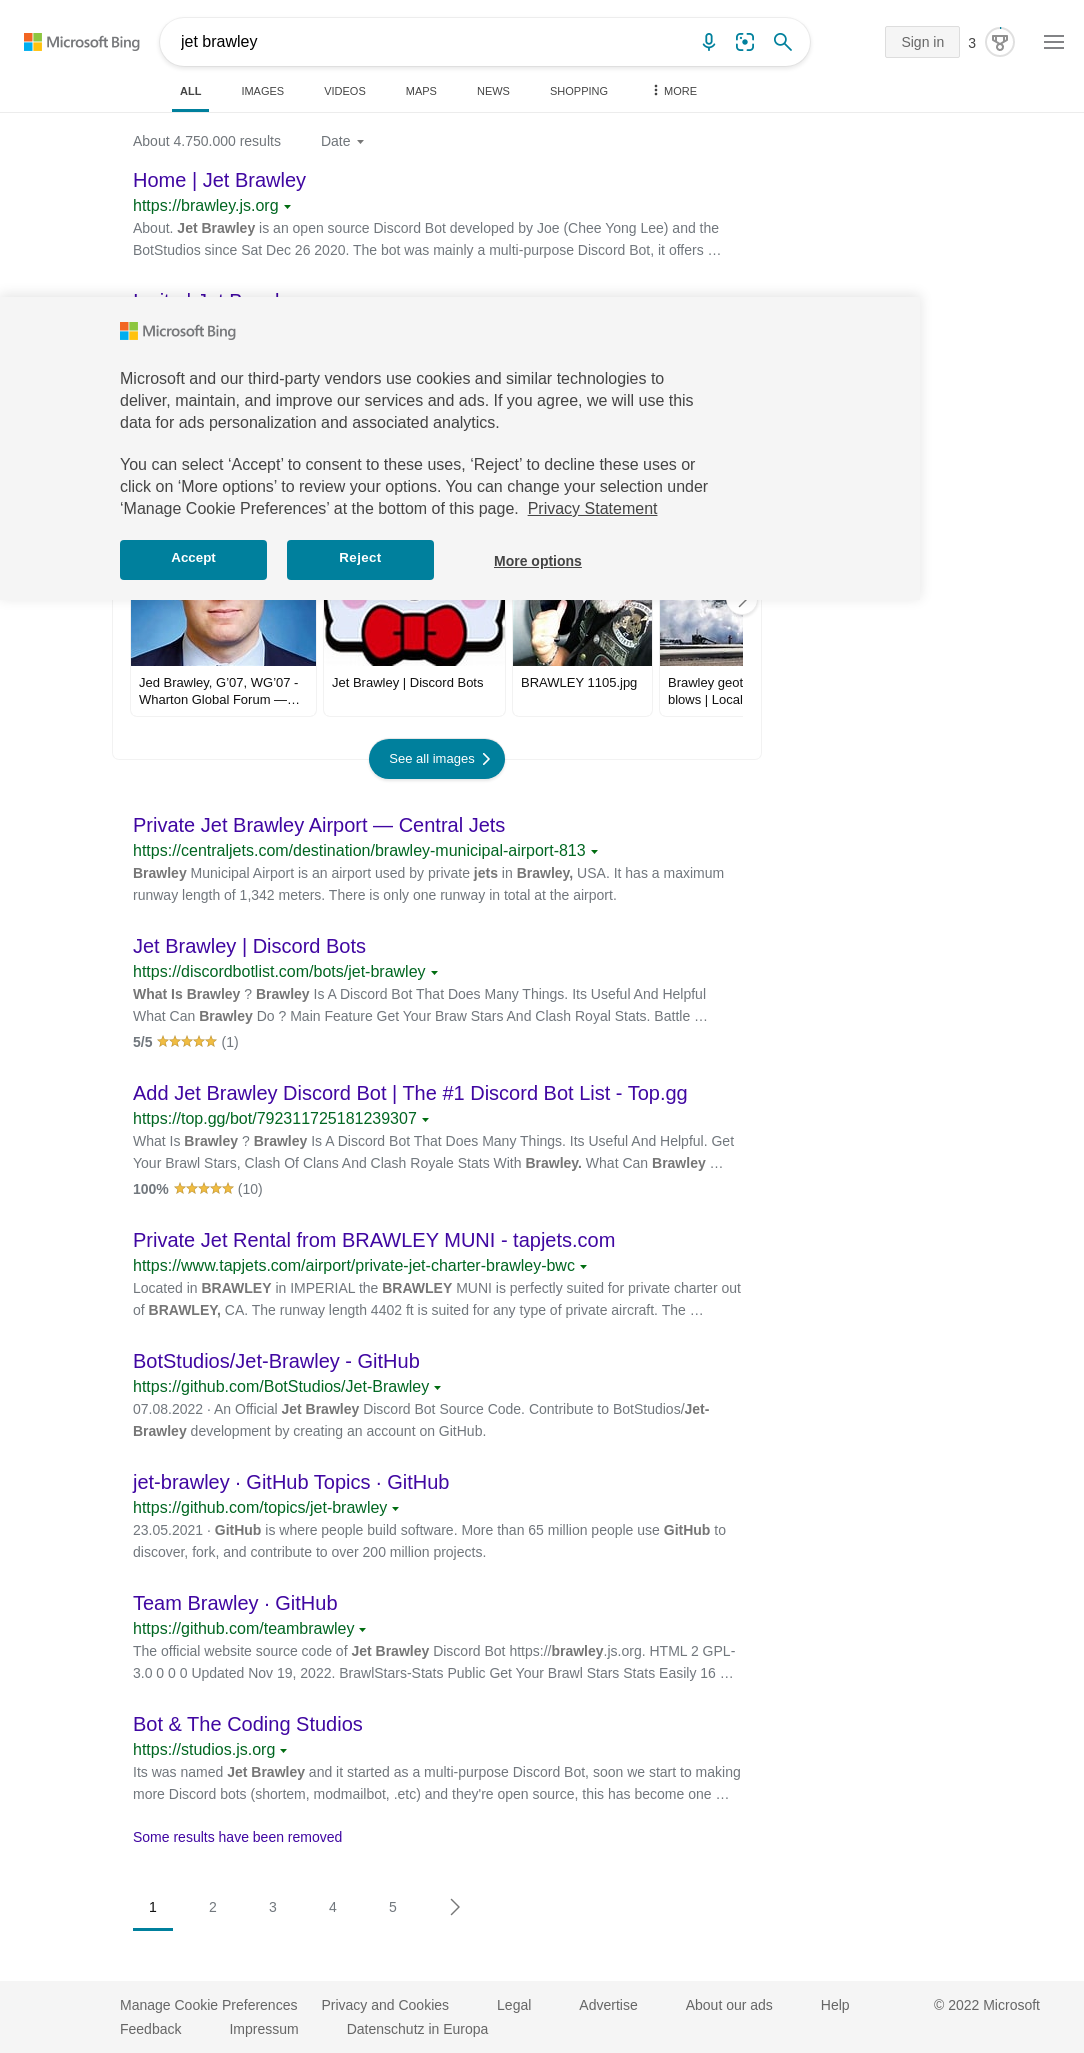 Microsoft Bing
jet brawley
Sign in
3
ALL
IMAGES
VIDEOS
MAPS
NEWS
SHOPPING
MORE
About 4.750.000 results
Date
Home | Jet Brawley
https://brawley.js.org
About. Jet Brawley is an open source Discord Bot developed by Joe (Chee Yong Lee) and the
BotStudios since Sat Dec 26 2020. The bot was mainly a multi-purpose Discord Bot, it offers …
Microsoft Bing
Microsoft and our third-party vendors use cookies and similar technologies to
deliver, maintain, and improve our services and ads. If you agree, we will use this
data for ads personalization and associated analytics.
You can select ‘Accept’ to consent to these uses, ‘Reject’ to decline these uses or
click on ‘More options’ to review your options. You can change your selection under
‘Manage Cookie Preferences’ at the bottom of this page. Privacy Statement
Accept
Reject
More options
Jed Brawley, G’07, WG’07 -
Wharton Global Forum —…
Jet Brawley | Discord Bots
BRAWLEY 1105.jpg
Brawley geot
blows | Local
See all images
Private Jet Brawley Airport — Central Jets
https://centraljets.com/destination/brawley-municipal-airport-813
Brawley Municipal Airport is an airport used by private jets in Brawley, USA. It has a maximum
runway length of 1,342 meters. There is only one runway in total at the airport.
Jet Brawley | Discord Bots
https://discordbotlist.com/bots/jet-brawley
What Is Brawley ? Brawley Is A Discord Bot That Does Many Things. Its Useful And Helpful
What Can Brawley Do ? Main Feature Get Your Braw Stars And Clash Royal Stats. Battle …
5/5 (1)
Add Jet Brawley Discord Bot | The #1 Discord Bot List - Top.gg
https://top.gg/bot/792311725181239307
What Is Brawley ? Brawley Is A Discord Bot That Does Many Things. Its Useful And Helpful. Get
Your Brawl Stars, Clash Of Clans And Clash Royale Stats With Brawley. What Can Brawley …
100% (10)
Private Jet Rental from BRAWLEY MUNI - tapjets.com
https://www.tapjets.com/airport/private-jet-charter-brawley-bwc
Located in BRAWLEY in IMPERIAL the BRAWLEY MUNI is perfectly suited for private charter out
of BRAWLEY, CA. The runway length 4402 ft is suited for any type of private aircraft. The …
BotStudios/Jet-Brawley - GitHub
https://github.com/BotStudios/Jet-Brawley
07.08.2022 · An Official Jet Brawley Discord Bot Source Code. Contribute to BotStudios/Jet-
Brawley development by creating an account on GitHub.
jet-brawley · GitHub Topics · GitHub
https://github.com/topics/jet-brawley
23.05.2021 · GitHub is where people build software. More than 65 million people use GitHub to
discover, fork, and contribute to over 200 million projects.
Team Brawley · GitHub
https://github.com/teambrawley
The official website source code of Jet Brawley Discord Bot https://brawley.js.org. HTML 2 GPL-
3.0 0 0 0 Updated Nov 19, 2022. BrawlStars-Stats Public Get Your Brawl Stars Stats Easily 16 …
Bot & The Coding Studios
https://studios.js.org
Its was named Jet Brawley and it started as a multi-purpose Discord Bot, soon we start to making
more Discord bots (shortem, modmailbot, .etc) and they're open source, this has become one …
Some results have been removed
1
2
3
4
5
Manage Cookie Preferences
Privacy and Cookies
Legal
Advertise
About our ads
Help
© 2022 Microsoft
Feedback
Impressum
Datenschutz in Europa